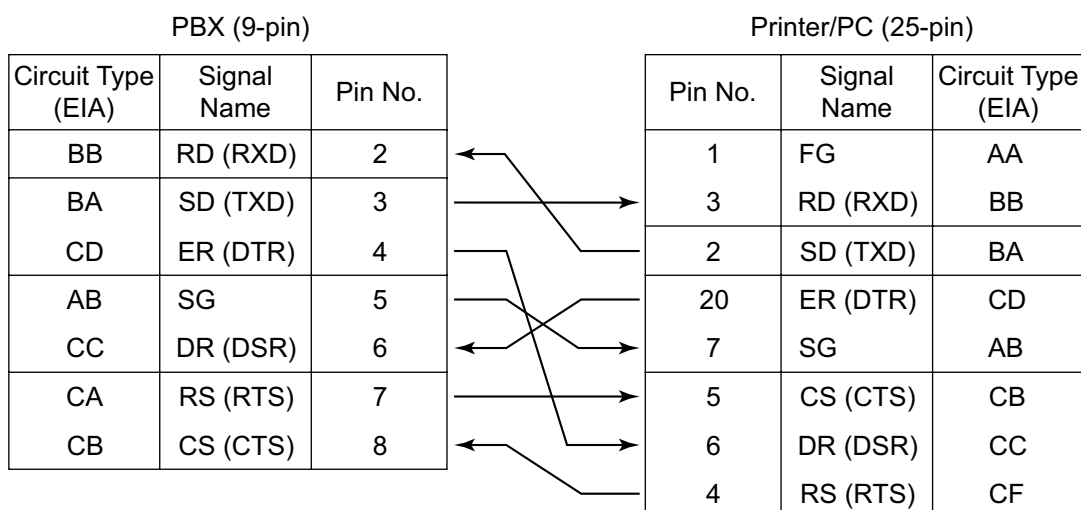 PBX (9-pin)
Circuit Type (EIA) Signal Name Pin No.
BB RD (RXD) 2
BA SD (TXD) 3
CD ER (DTR) 4
AB SG 5
CC DR (DSR) 6
CA RS (RTS) 7
CB CS (CTS) 8
Printer/PC (25-pin)
Pin No. Signal Name Circuit Type (EIA)
1 FG AA
3 RD (RXD) BB
2 SD (TXD) BA
20 ER (DTR) CD
7 SG AB
5 CS (CTS) CB
6 DR (DSR) CC
4 RS (RTS) CF